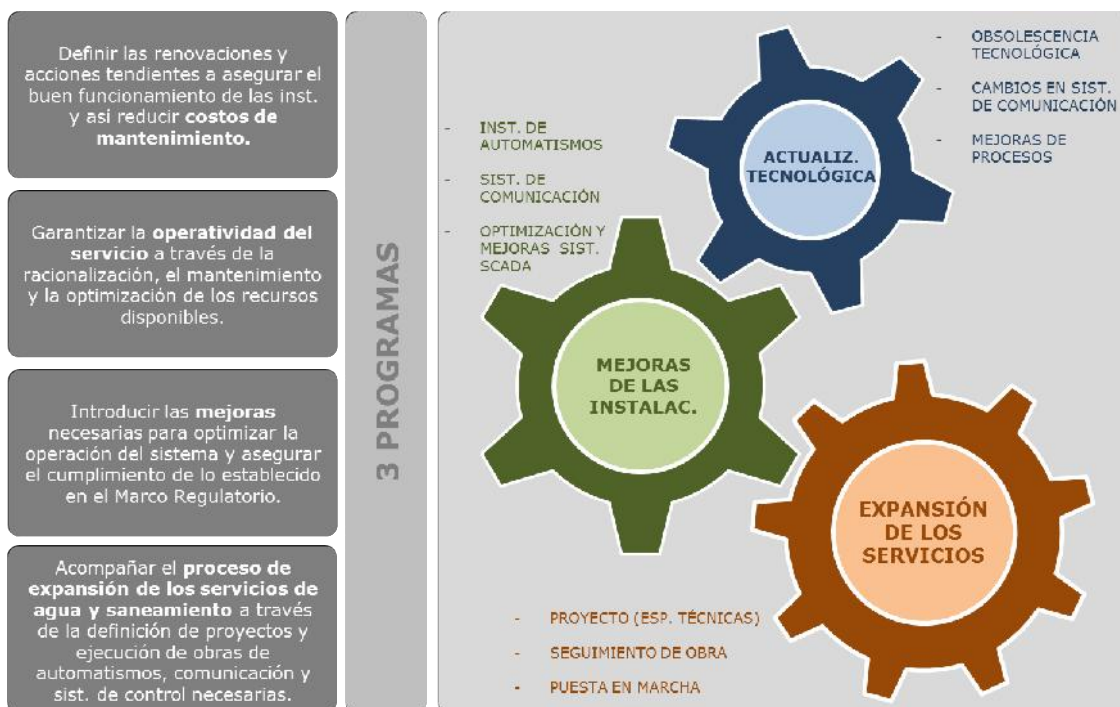 Definir las renovaciones y
acciones tendientes a asegurar el
buen funcionamiento de las inst.
y así reducir costos de
mantenimiento.
Garantizar la operatividad del
servicio a través de la
racionalización, el mantenimiento
y la optimización de los recursos
disponibles.
Introducir las mejoras
necesarias para optimizar la
operación del sistema y asegurar
el cumplimiento de lo establecido
en el Marco Regulatorio.
Acompañar el proceso de
expansión de los servicios de
agua y saneamiento a través
de la definición de proyectos y
ejecución de obras de
automatismos, comunicación y
sist. de control necesarias.
3 PROGRAMAS
- INST. DE
AUTOMATISMOS
- SIST. DE
COMUNICACIÓN
- OPTIMIZACIÓN Y
MEJORAS SIST.
SCADA
ACTUALIZ.
TECNOLÓGICA
- OBSOLESCENCIA
TECNOLÓGICA
- CAMBIOS EN SIST.
DE COMUNICACIÓN
- MEJORAS DE
PROCESOS
MEJORAS
DE LAS
INSTALAC.
EXPANSIÓN
DE LOS
SERVICIOS
- PROYECTO (ESP. TÉCNICAS)
- SEGUIMIENTO DE OBRA
- PUESTA EN MARCHA